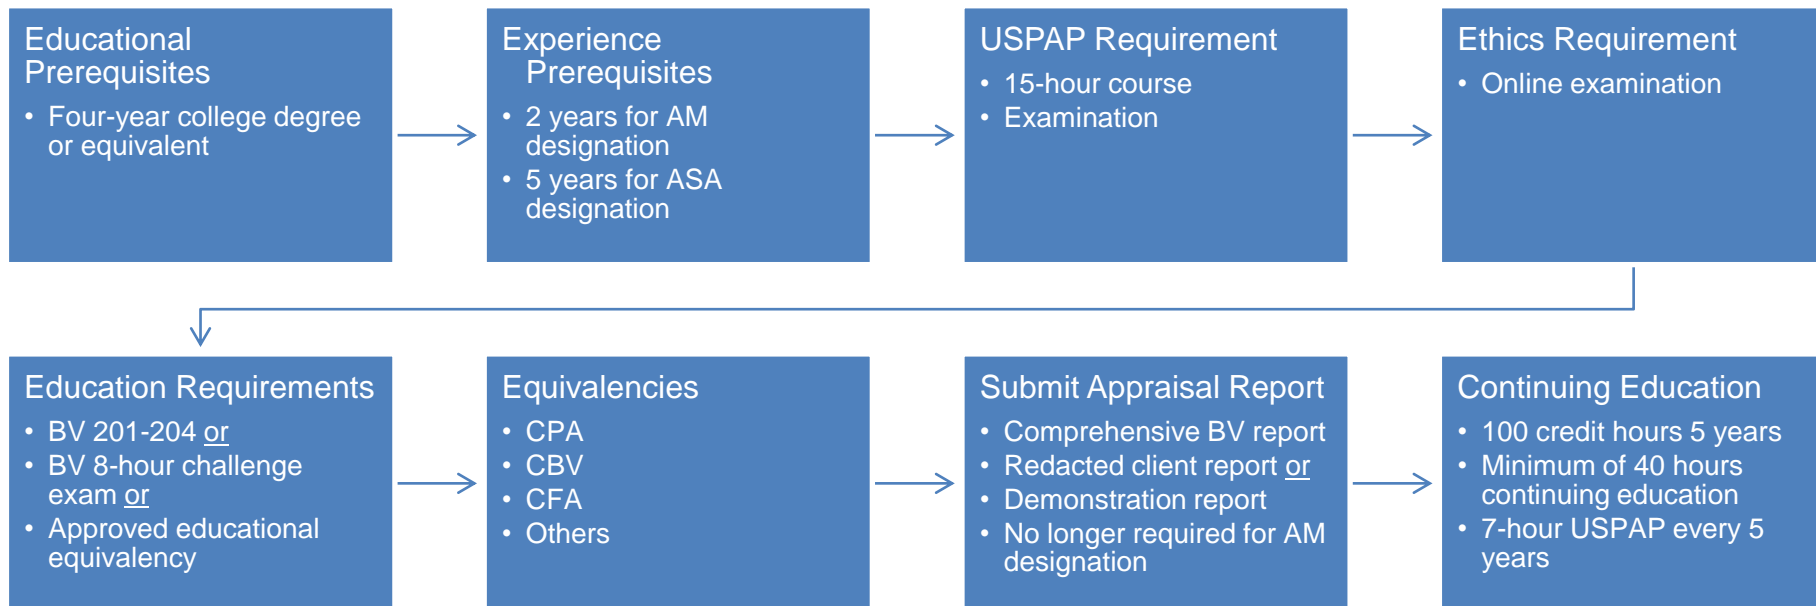 Educational
Prerequisites
• Four-year college degree
or equivalent
Experience
Prerequisites
• 2 years for AM
designation
• 5 years for ASA
designation
USPAP Requirement
• 15-hour course
• Examination
Ethics Requirement
• Online examination
Education Requirements
• BV 201-204 or
• BV 8-hour challenge
exam or
• Approved educational
equivalency
Equivalencies
• CPA
• CBV
• CFA
• Others
Submit Appraisal Report
• Comprehensive BV report
• Redacted client report or
• Demonstration report
• No longer required for AM
designation
Continuing Education
• 100 credit hours 5 years
• Minimum of 40 hours
continuing education
• 7-hour USPAP every 5
years